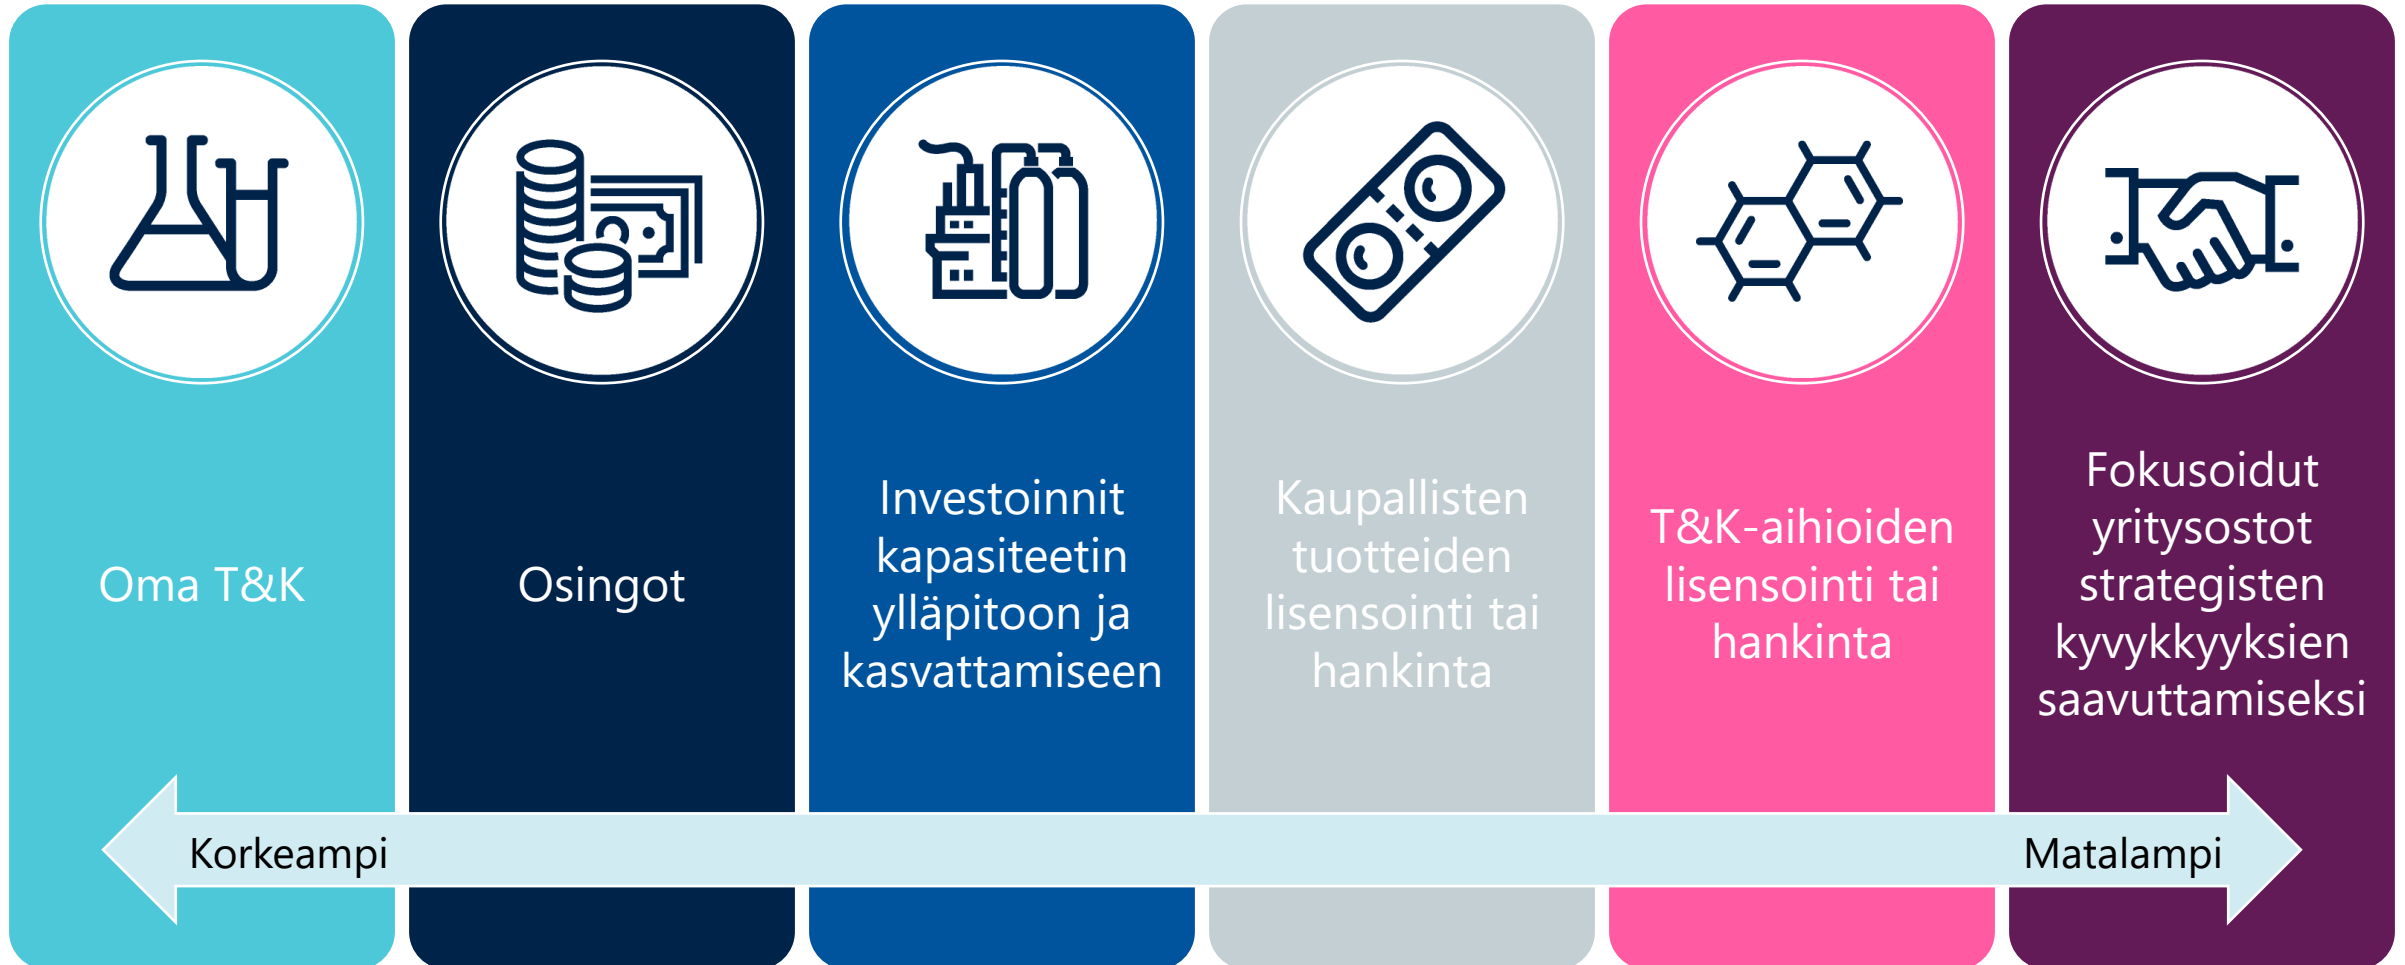 Oma T&K
Osingot
Investoinnit
kapasiteetin
ylläpitoon ja
kasvattamiseen
Kaupallisten
tuotteiden
lisensointi tai
hankinta
T&K-aihioiden
lisensointi tai
hankinta
Fokusoidut
yritysostot
strategisten
kyvykkyyksien
saavuttamiseksi
Korkeampi
Matalampi